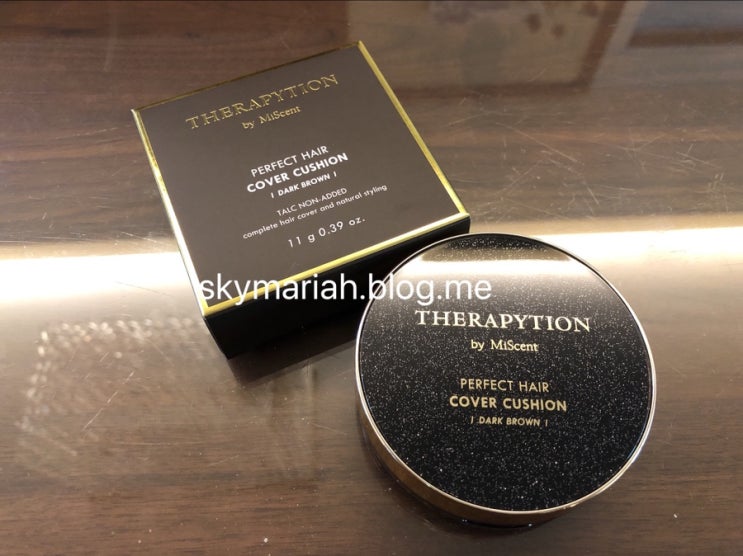 THERAPYTION
by MiScent
PERFECT HAIR
COVER CUSHION
| DARK BROWN |
TALC NON-ADDED
complete hair cover and natural styling
11 g 0.39 oz.
skymariah.blog.me
THERAPYTION
by MiScent
PERFECT HAIR
COVER CUSHION
| DARK BROWN |